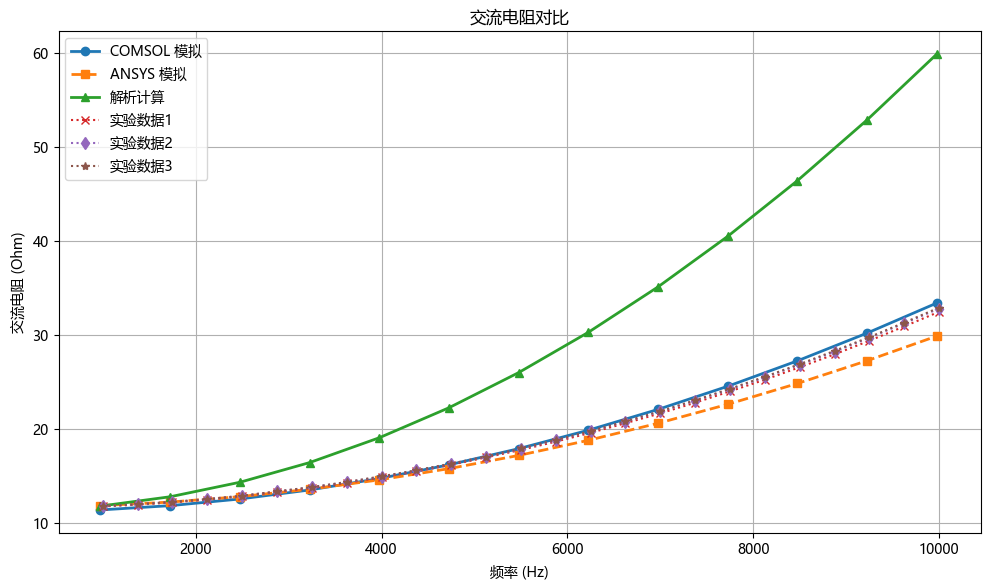 交流电阻对比
COMSOL 模拟
ANSYS 模拟
解析计算
实验数据1
实验数据2
实验数据3
交流电阻 (Ohm)
60
50
40
30
20
10
2000
4000
6000
8000
10000
频率 (Hz)